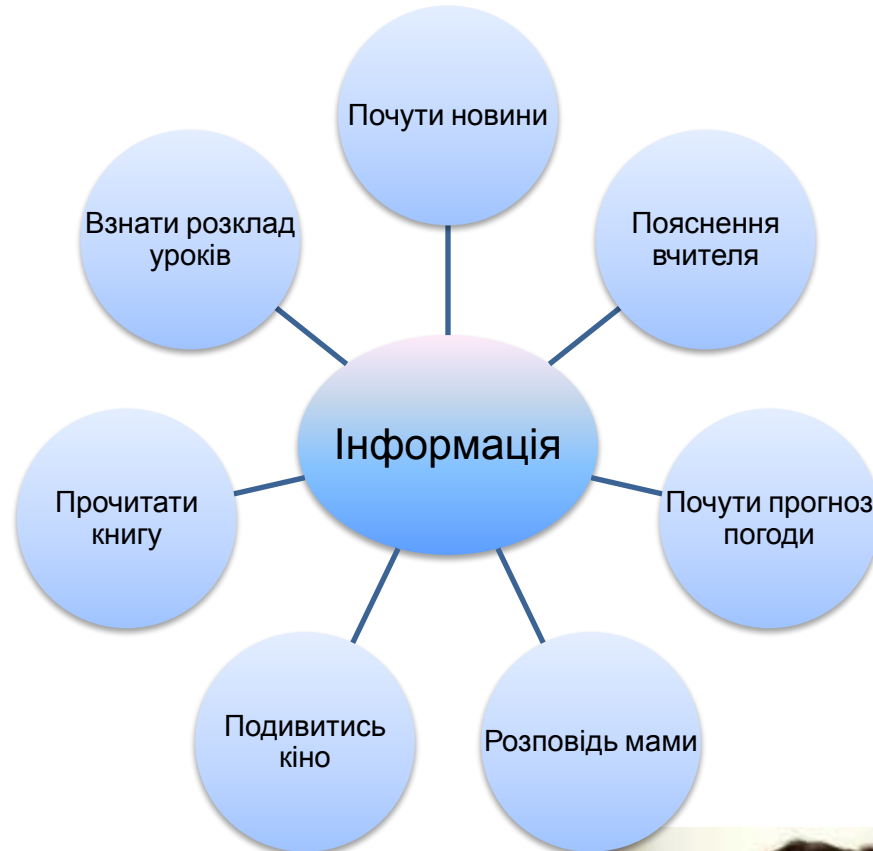 Почути новини
Взнати розклад
уроків
Пояснення
вчителя
Інформація
Прочитати
книгу
Почути прогноз
погоди
Подивитись
кіно
Розповідь мами